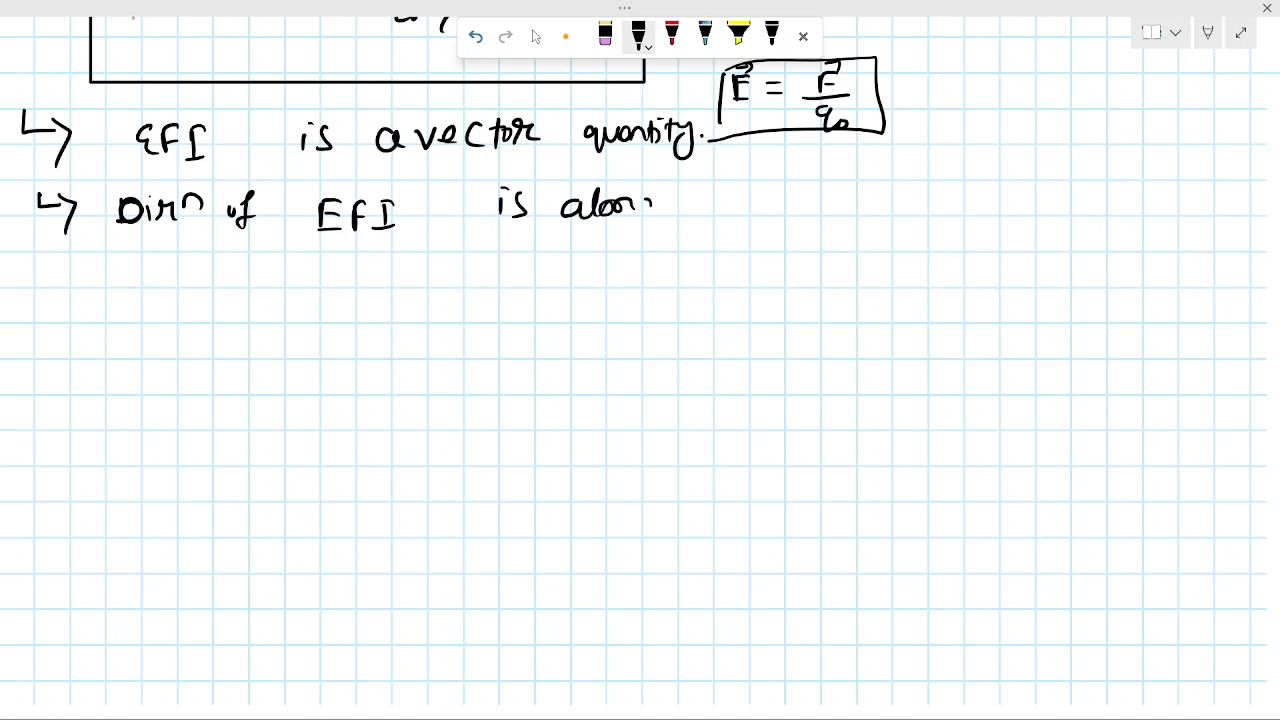 E⃗ = F⃗/q₀
↳ EFI is a vector quantity.
↳ Dirⁿ of EFI is alon